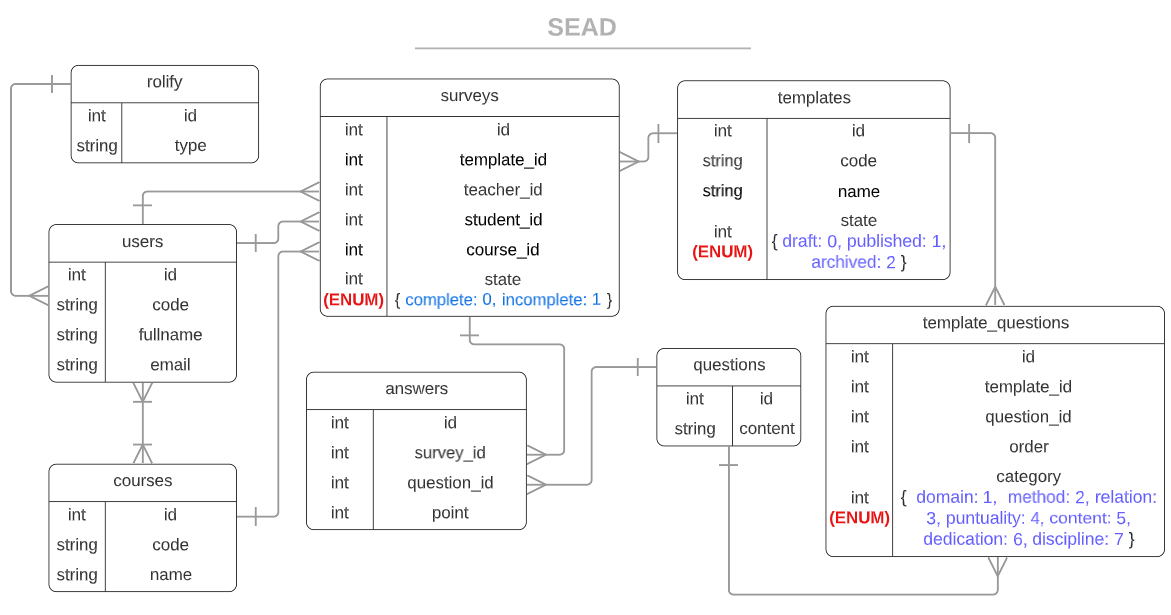 SEAD
rolify
int id
string type
surveys
int id
int template_id
int teacher_id
int student_id
int course_id
int state
(ENUM) { complete: 0, incomplete: 1 }
templates
int id
string code
string name
state
int
{ draft: 0, published: 1,
(ENUM)
archived: 2 }
users
int id
string code
string fullname
string email
template_questions
int id
int template_id
int question_id
int order
category
int { domain: 1, method: 2, relation:
(ENUM) 3, puntuality: 4, content: 5,
dedication: 6, discipline: 7 }
questions
int id
string content
answers
int id
int survey_id
int question_id
int point
courses
int id
string code
string name